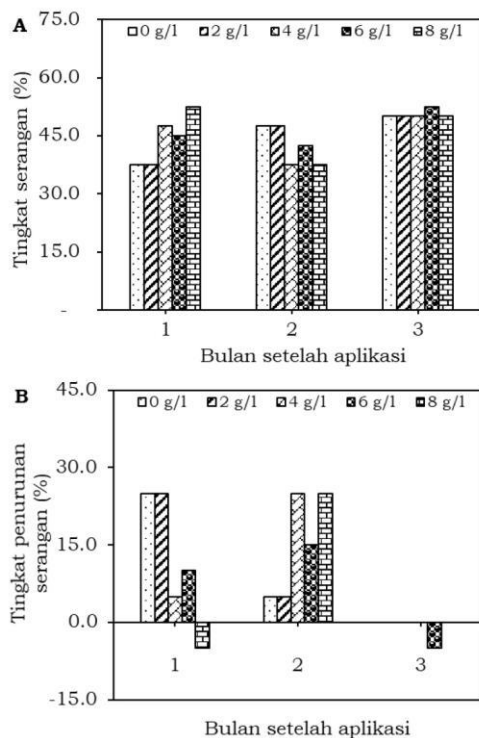 A
0 g/l 2 g/l 4 g/l 6 g/l 8 g/l
Tingkat serangan (%)
75.0
60.0
45.0
30.0
15.0
-
1 2 3
Bulan setelah aplikasi
B
0 g/l 2 g/l 4 g/l 6 g/l 8 g/l
Tingkat penurunan
serangan (%)
45.0
30.0
15.0
0.0
-15.0
1 2 3
Bulan setelah aplikasi